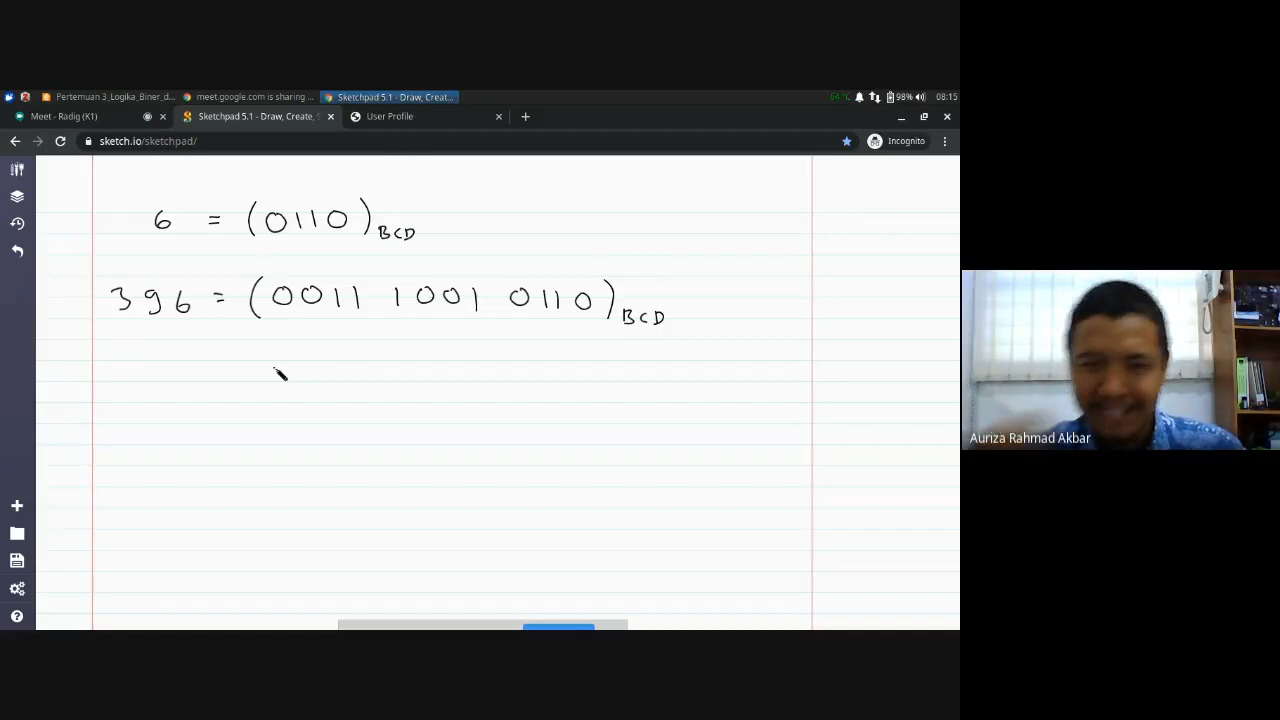 Pertemuan 3_Logika_Biner_d...
meet.google.com is sharing ...
Sketchpad 5.1 - Draw, Creat...
64°C
98%
08:15
Meet - Radig (K1)
Sketchpad 5.1 - Draw, Create, S
User Profile
sketch.io/sketchpad/
Incognito
6 = (0110)BCD
396 = (0011 1001 0110)BCD
Auriza Rahmad Akbar